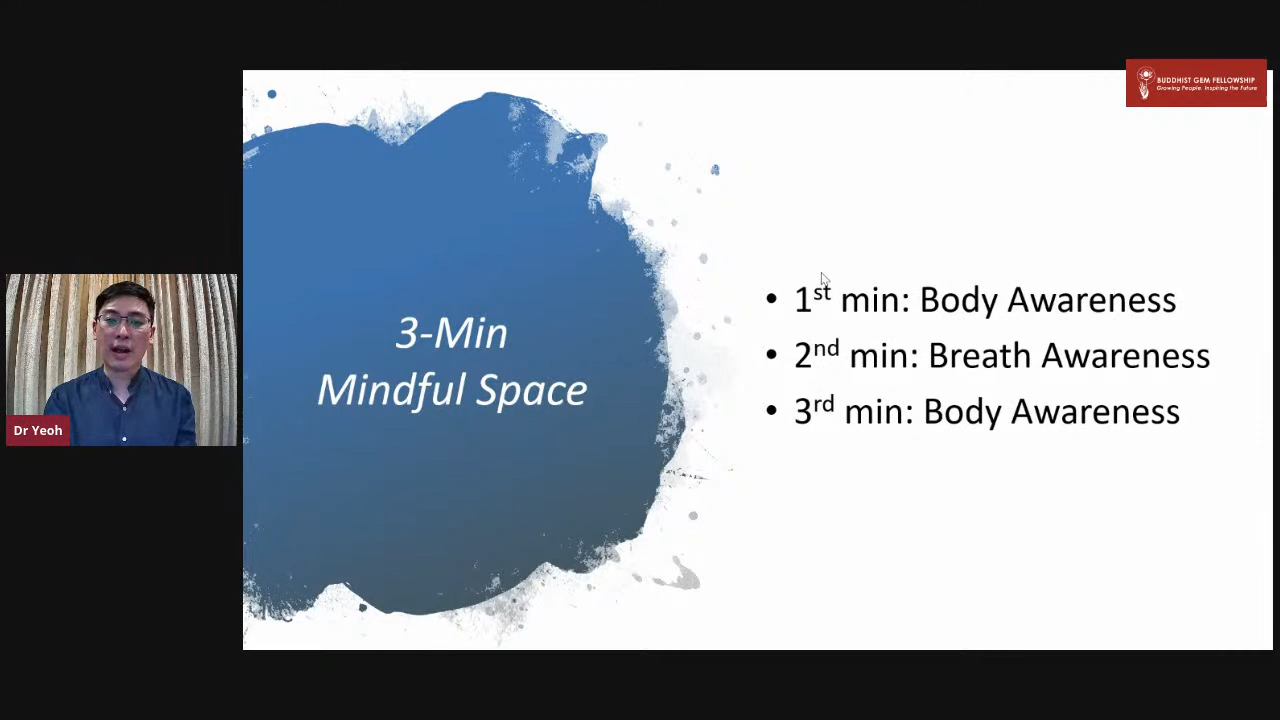 BUDDHIST GEM FELLOWSHIP
Growing People. Inspiring the Future
3-Min
Mindful Space
• 1st min: Body Awareness
• 2nd min: Breath Awareness
• 3rd min: Body Awareness
Dr Yeoh